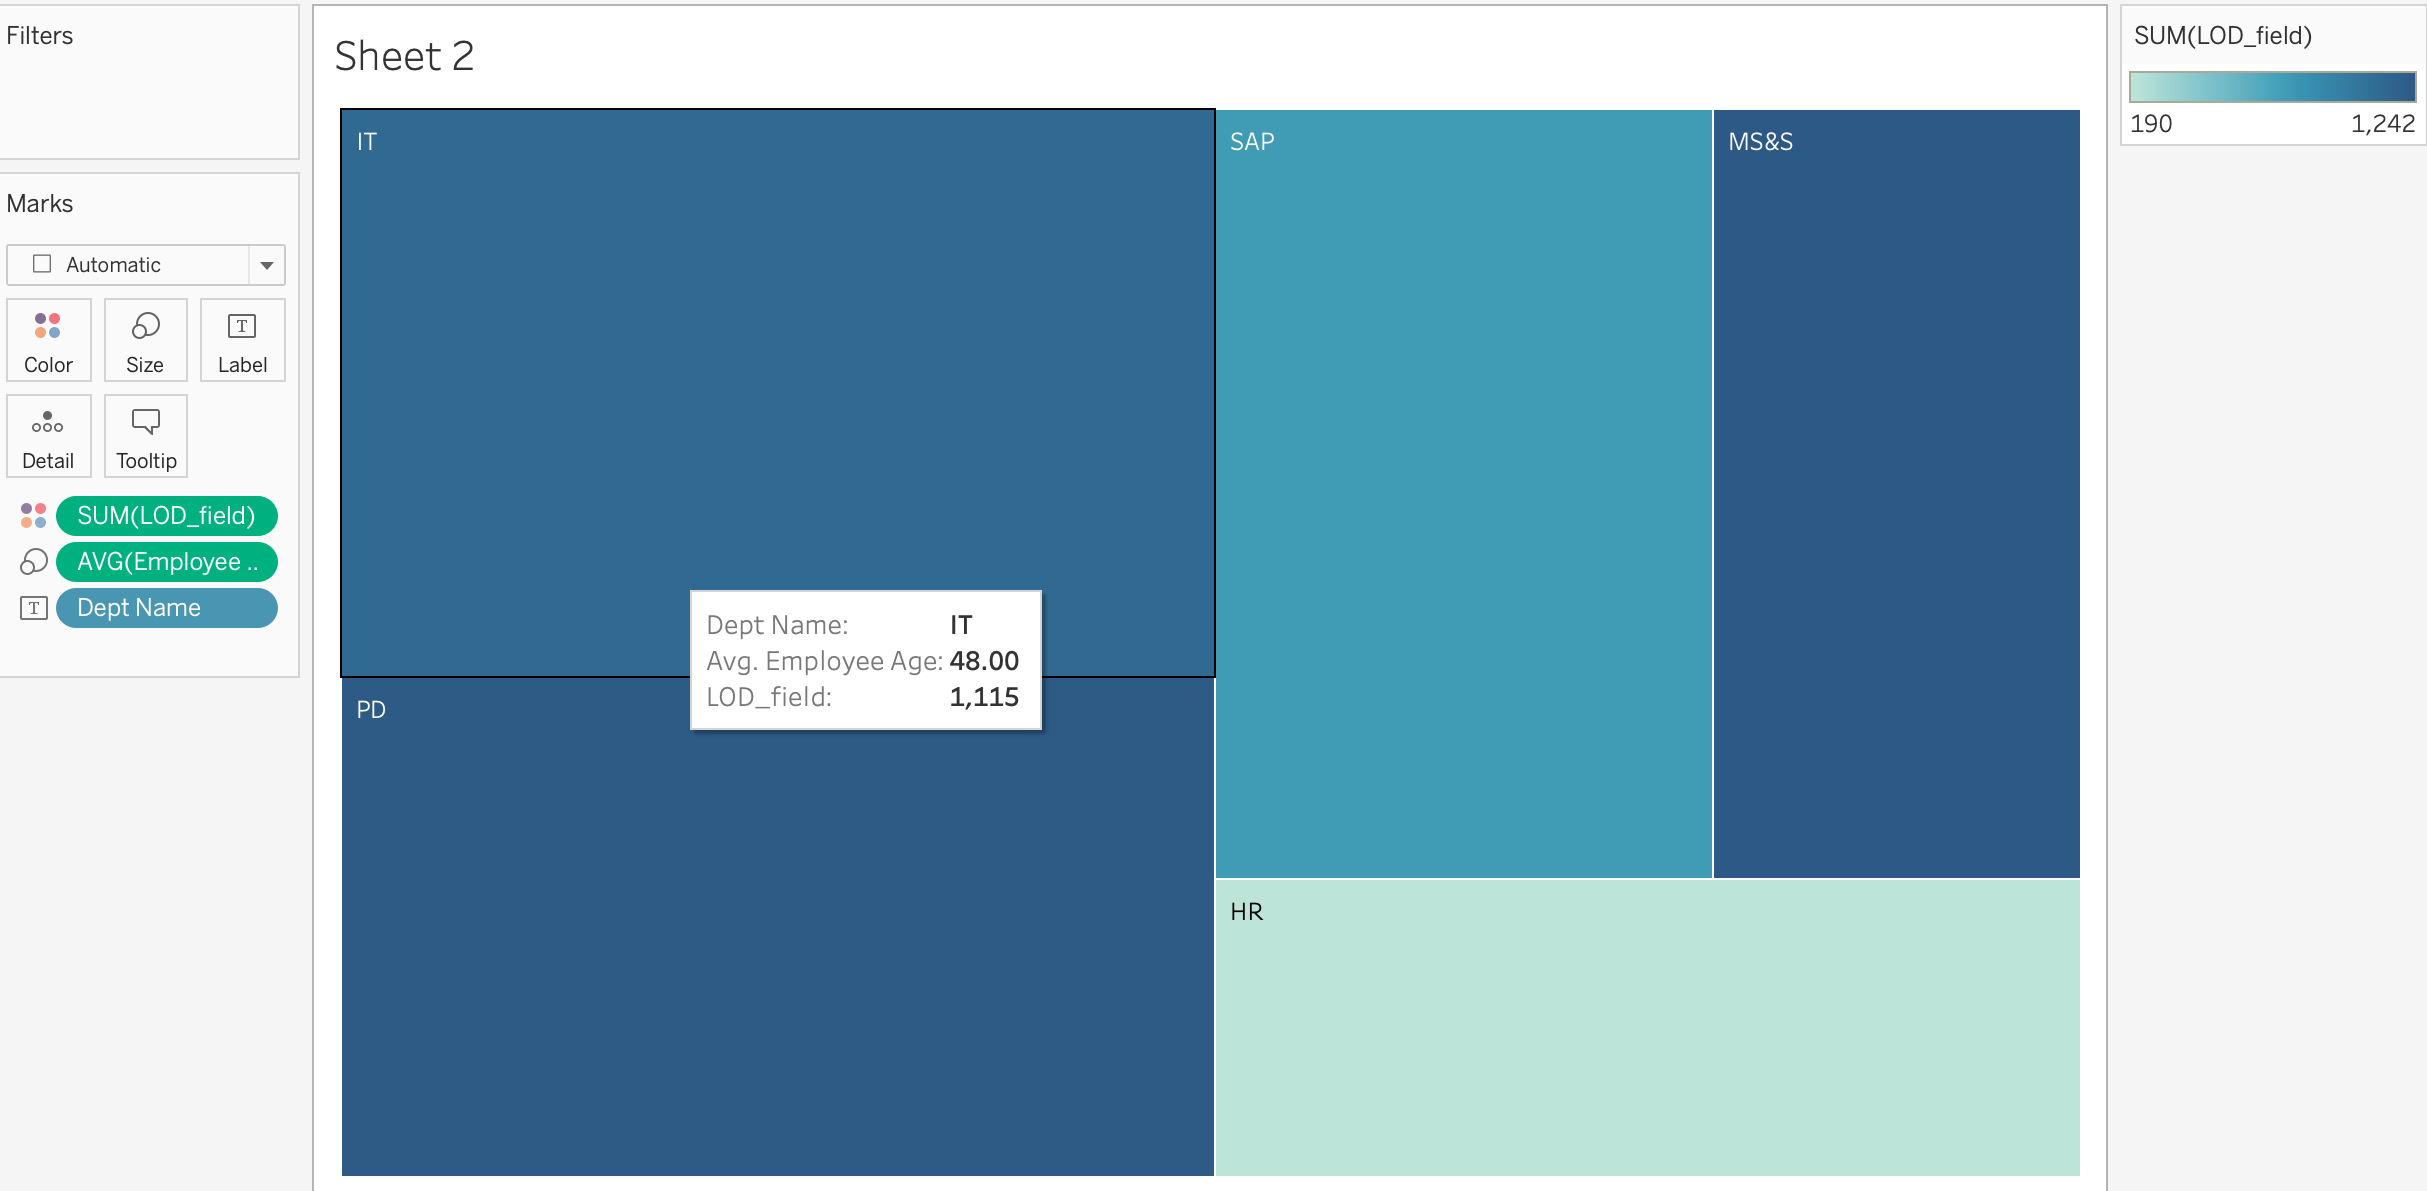 Filters
Marks
Automatic
Color
Size
Label
Detail
Tooltip
SUM(LOD_field)
AVG(Employee ..
T Dept Name
Sheet 2
IT
SAP
MS&S
Dept Name: IT
Avg. Employee Age: 48.00
LOD_field: 1,115
PD
HR
SUM(LOD_field)
190 1,242